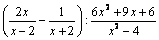 (2x/(x-2) - 1/(x+2)) : (6x² + 9x + 6)/(x² - 4)